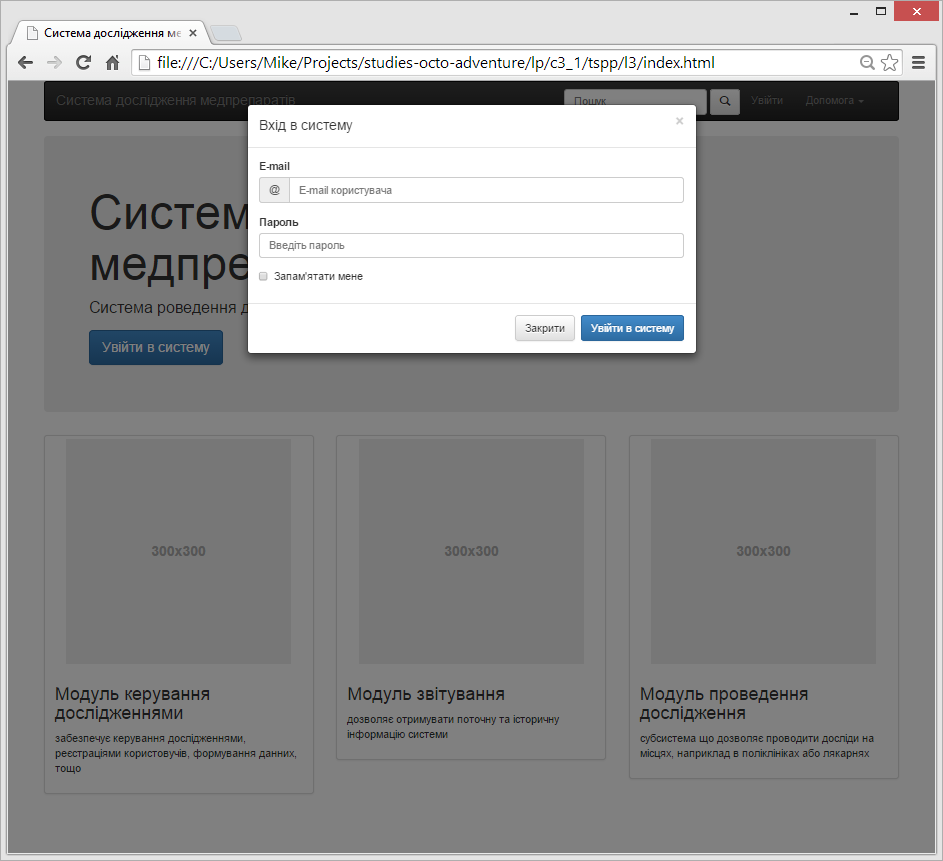 Система дослідження ме
file:///C:/Users/Mike/Projects/studies-octo-adventure/lp/c3_1/tspp/l3/index.html
Система дослідження медпрепаратів
Пошук
Увійти
Допомога
Вхід в систему
×
E-mail
@
E-mail користувача
Пароль
Введіть пароль
Запам'ятати мене
Закрити
Увійти в систему
Систем
медпре
Система роведення д
Увійти в систему
300x300
300x300
300x300
Модуль керування
дослідженнями
забезпечує керування дослідженнями,
реєстраціями користовучів, формування данних,
тощо
Модуль звітування
дозволяє отримувати поточну та історичну
інформацію системи
Модуль проведення
дослідження
субсистема що дозволяє проводити досліди на
місцях, наприклад в поліклініках або лякарнях